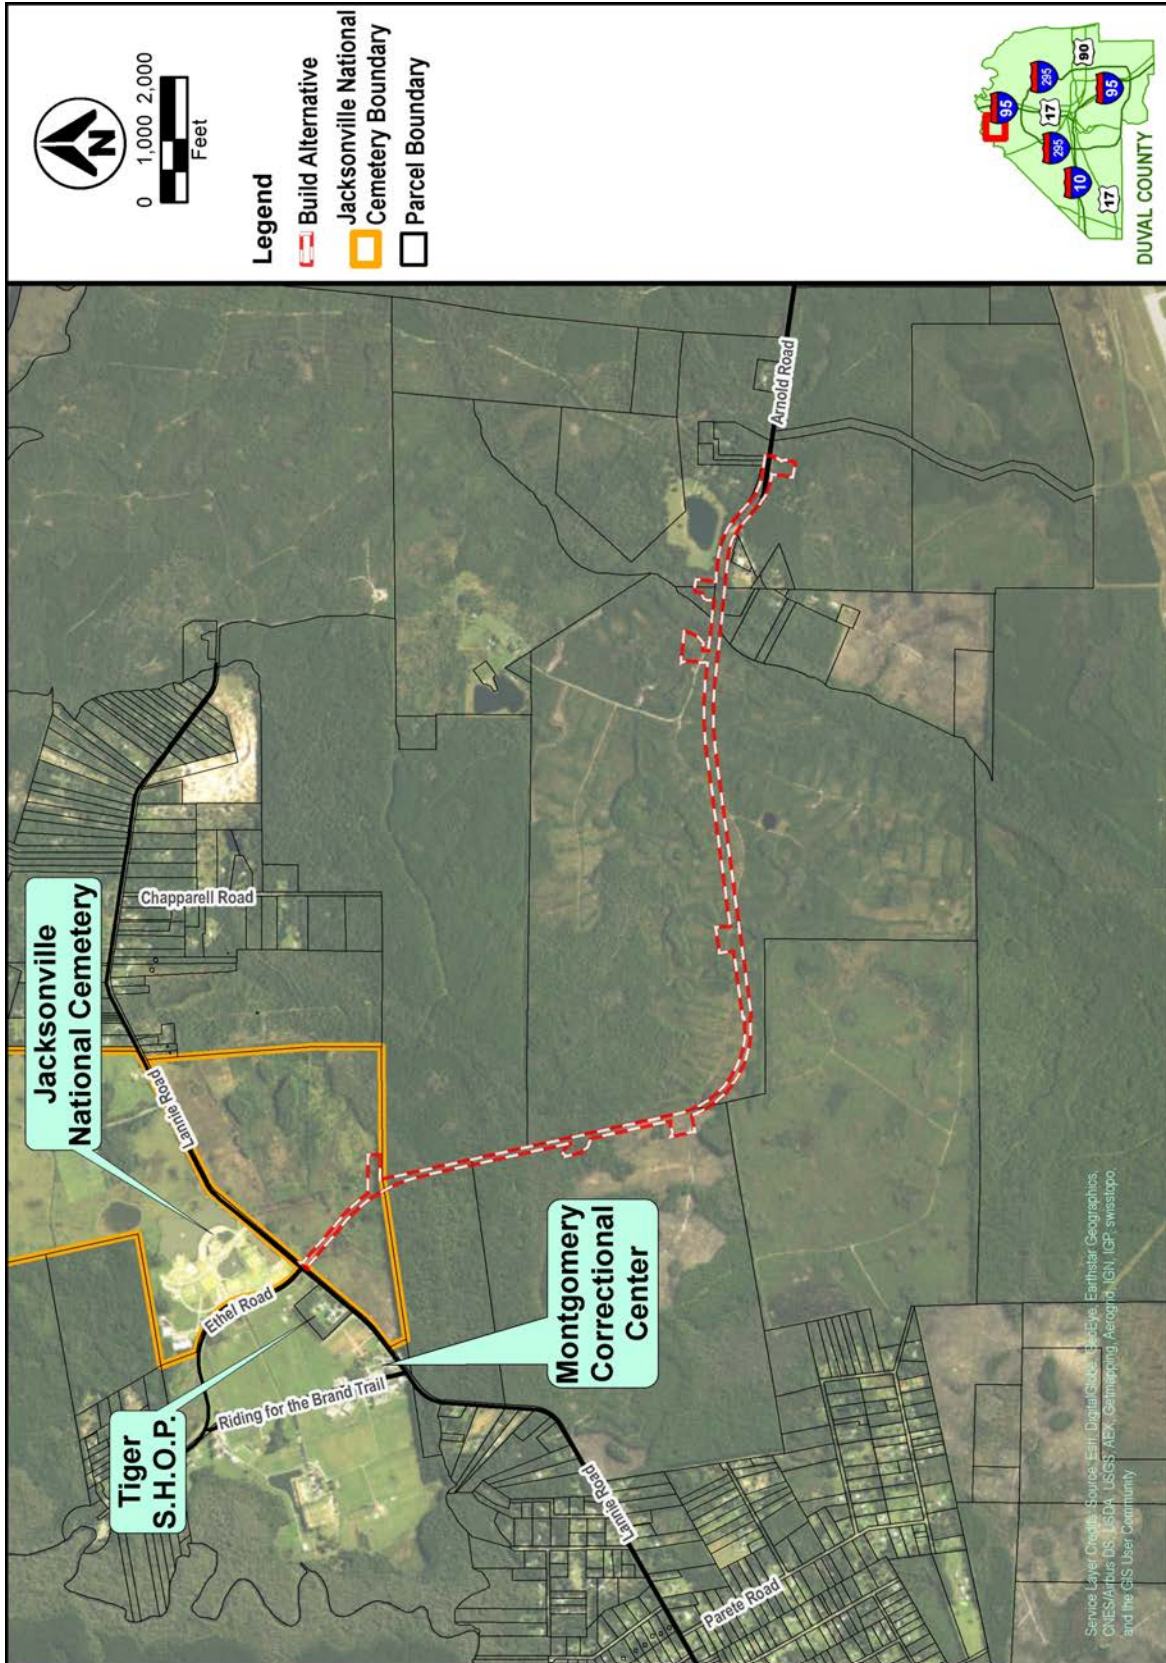 Jacksonville
National Cemetery
Tiger
S.H.O.P.
Montgomery
Correctional
Center
Lannie Road
Chapparell Road
Ethel Road
Riding for the Brand Trail
Lannie Road
Parete Road
Arnold Road
Service Layer Credits: Source: Esri, DigitalGlobe, GeoEye, Earthstar Geographics,
CNES/Airbus DS, USDA, USGS, AEX, Getmapping, Aerogrid, IGN, IGP, swisstopo,
and the GIS User Community
N
0 1,000 2,000
Feet
Legend
Build Alternative
Jacksonville National
Cemetery Boundary
Parcel Boundary
95
295
90
17
295
10
95
17
DUVAL COUNTY